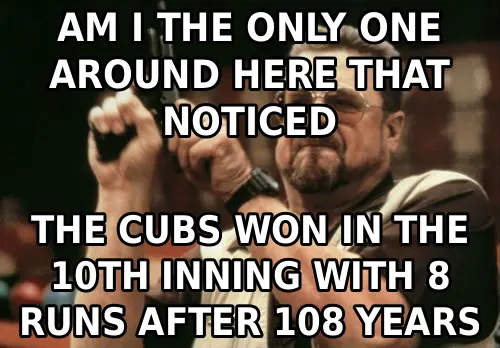 AM I THE ONLY ONE
AROUND HERE THAT
NOTICED
THE CUBS WON IN THE
10TH INNING WITH 8
RUNS AFTER 108 YEARS